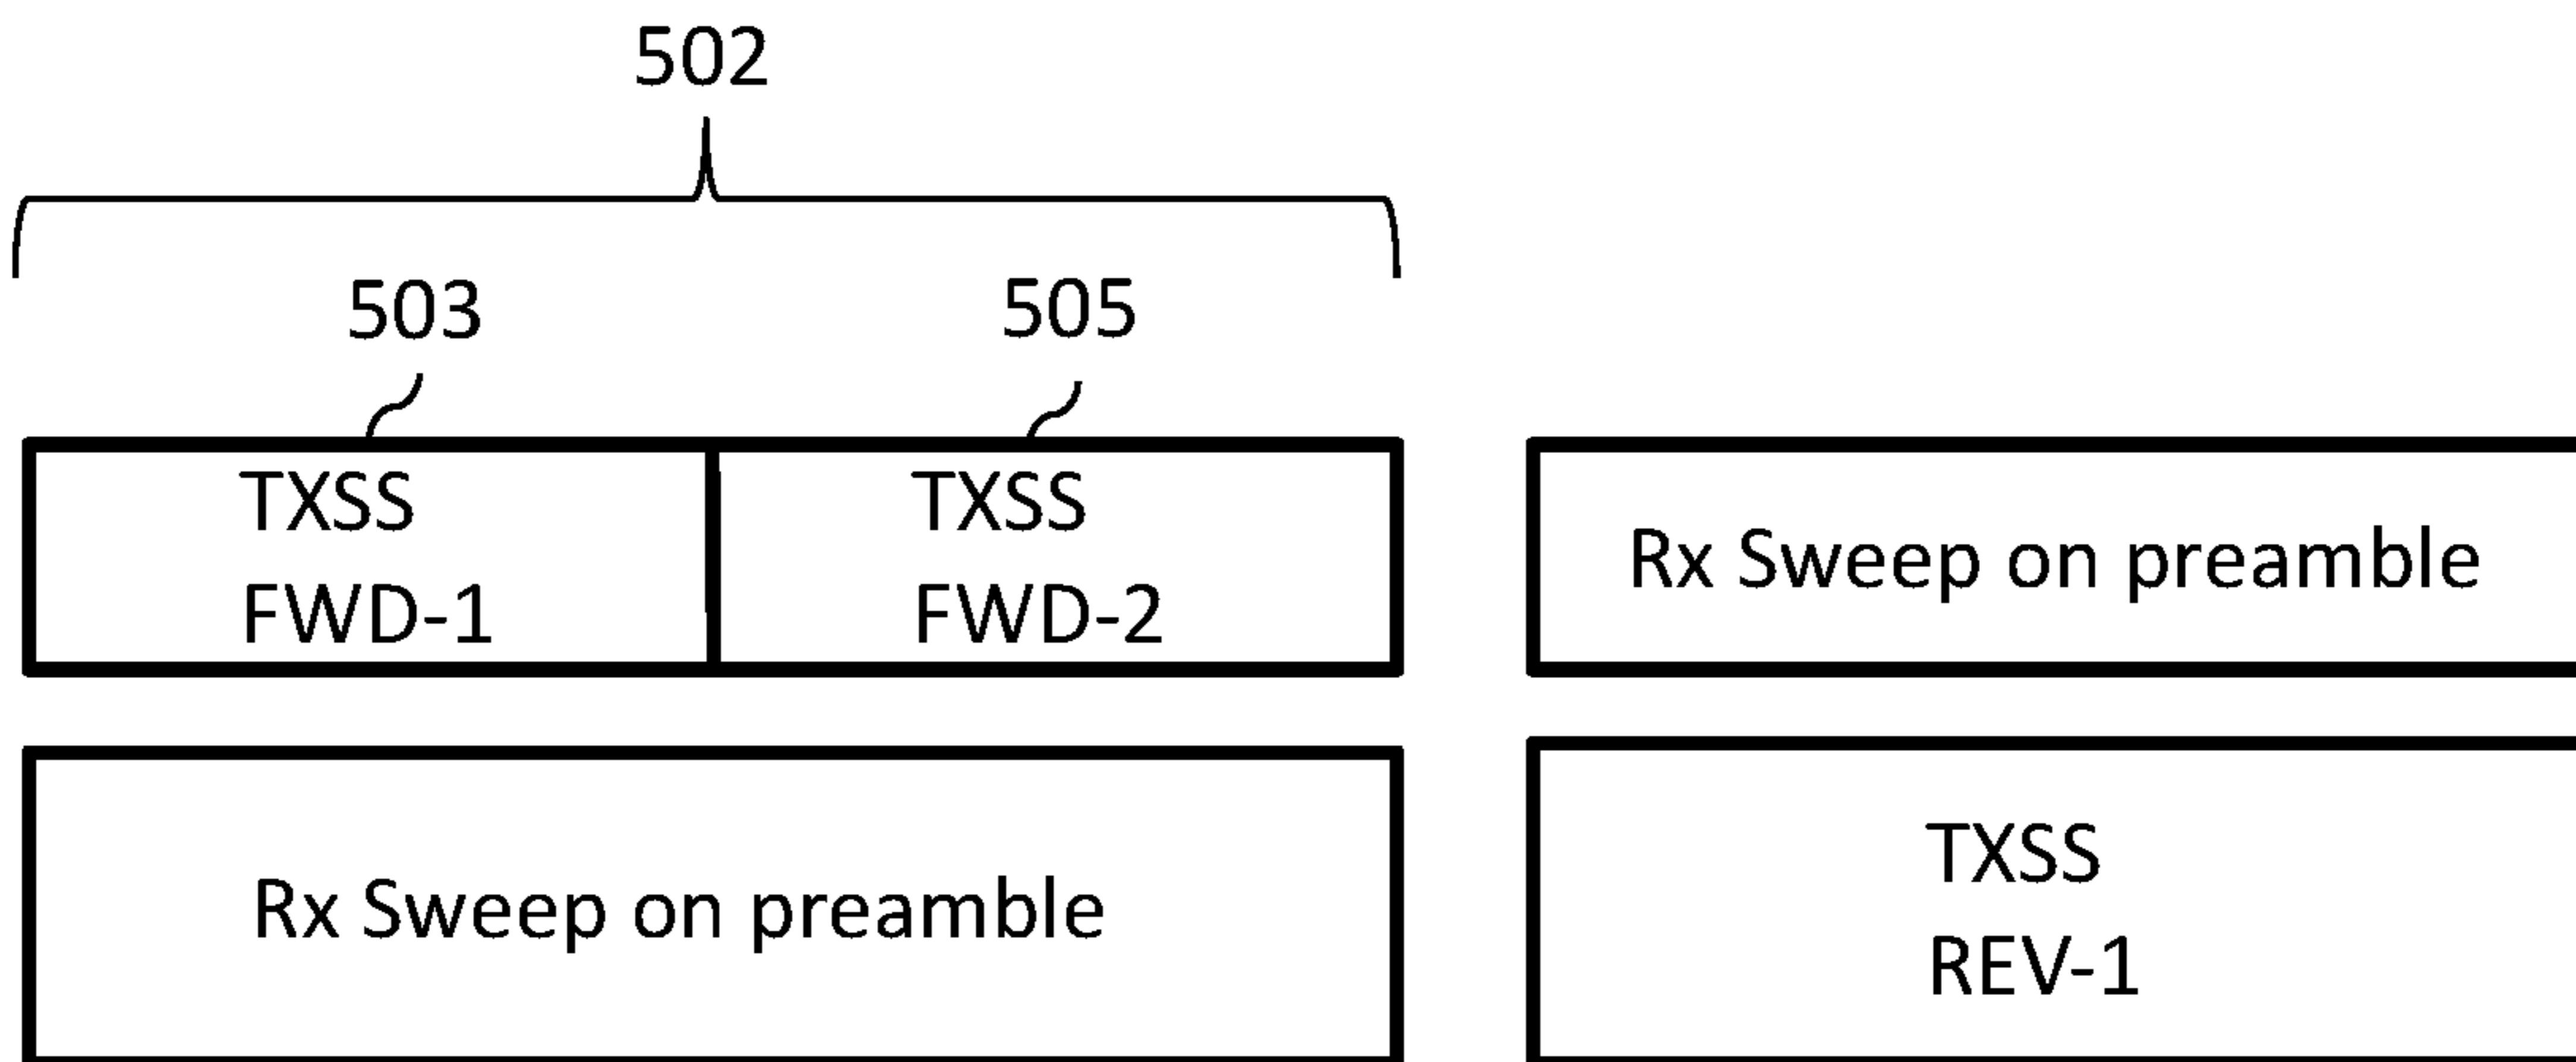 502
503
505
TXSS
FWD-1
TXSS
FWD-2
Rx Sweep on preamble
Rx Sweep on preamble
TXSS
REV-1